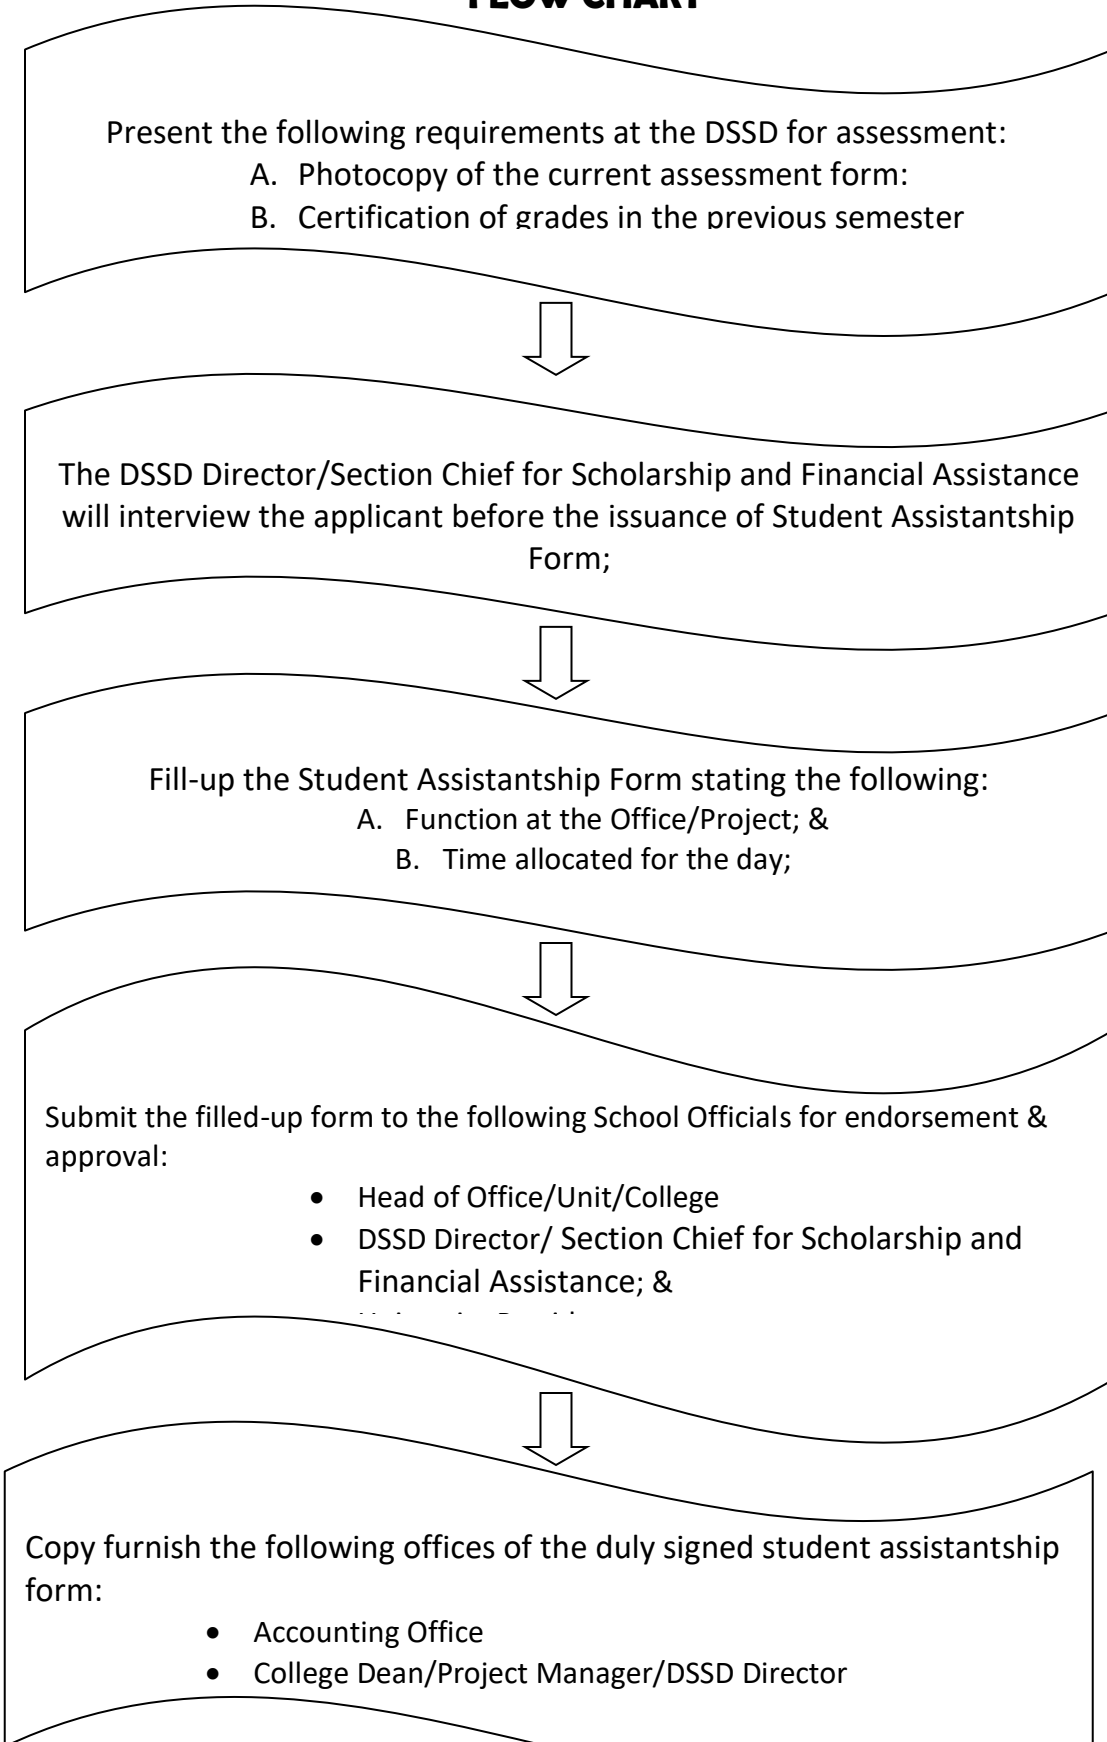 FLOW CHART
Present the following requirements at the DSSD for assessment:
A. Photocopy of the current assessment form:
B. Certification of grades in the previous semester
The DSSD Director/Section Chief for Scholarship and Financial Assistance
will interview the applicant before the issuance of Student Assistantship
Form;
Fill-up the Student Assistantship Form stating the following:
A. Function at the Office/Project; &
B. Time allocated for the day;
Submit the filled-up form to the following School Officials for endorsement &
approval:
• Head of Office/Unit/College
• DSSD Director/ Section Chief for Scholarship and
Financial Assistance; &
Copy furnish the following offices of the duly signed student assistantship
form:
• Accounting Office
• College Dean/Project Manager/DSSD Director